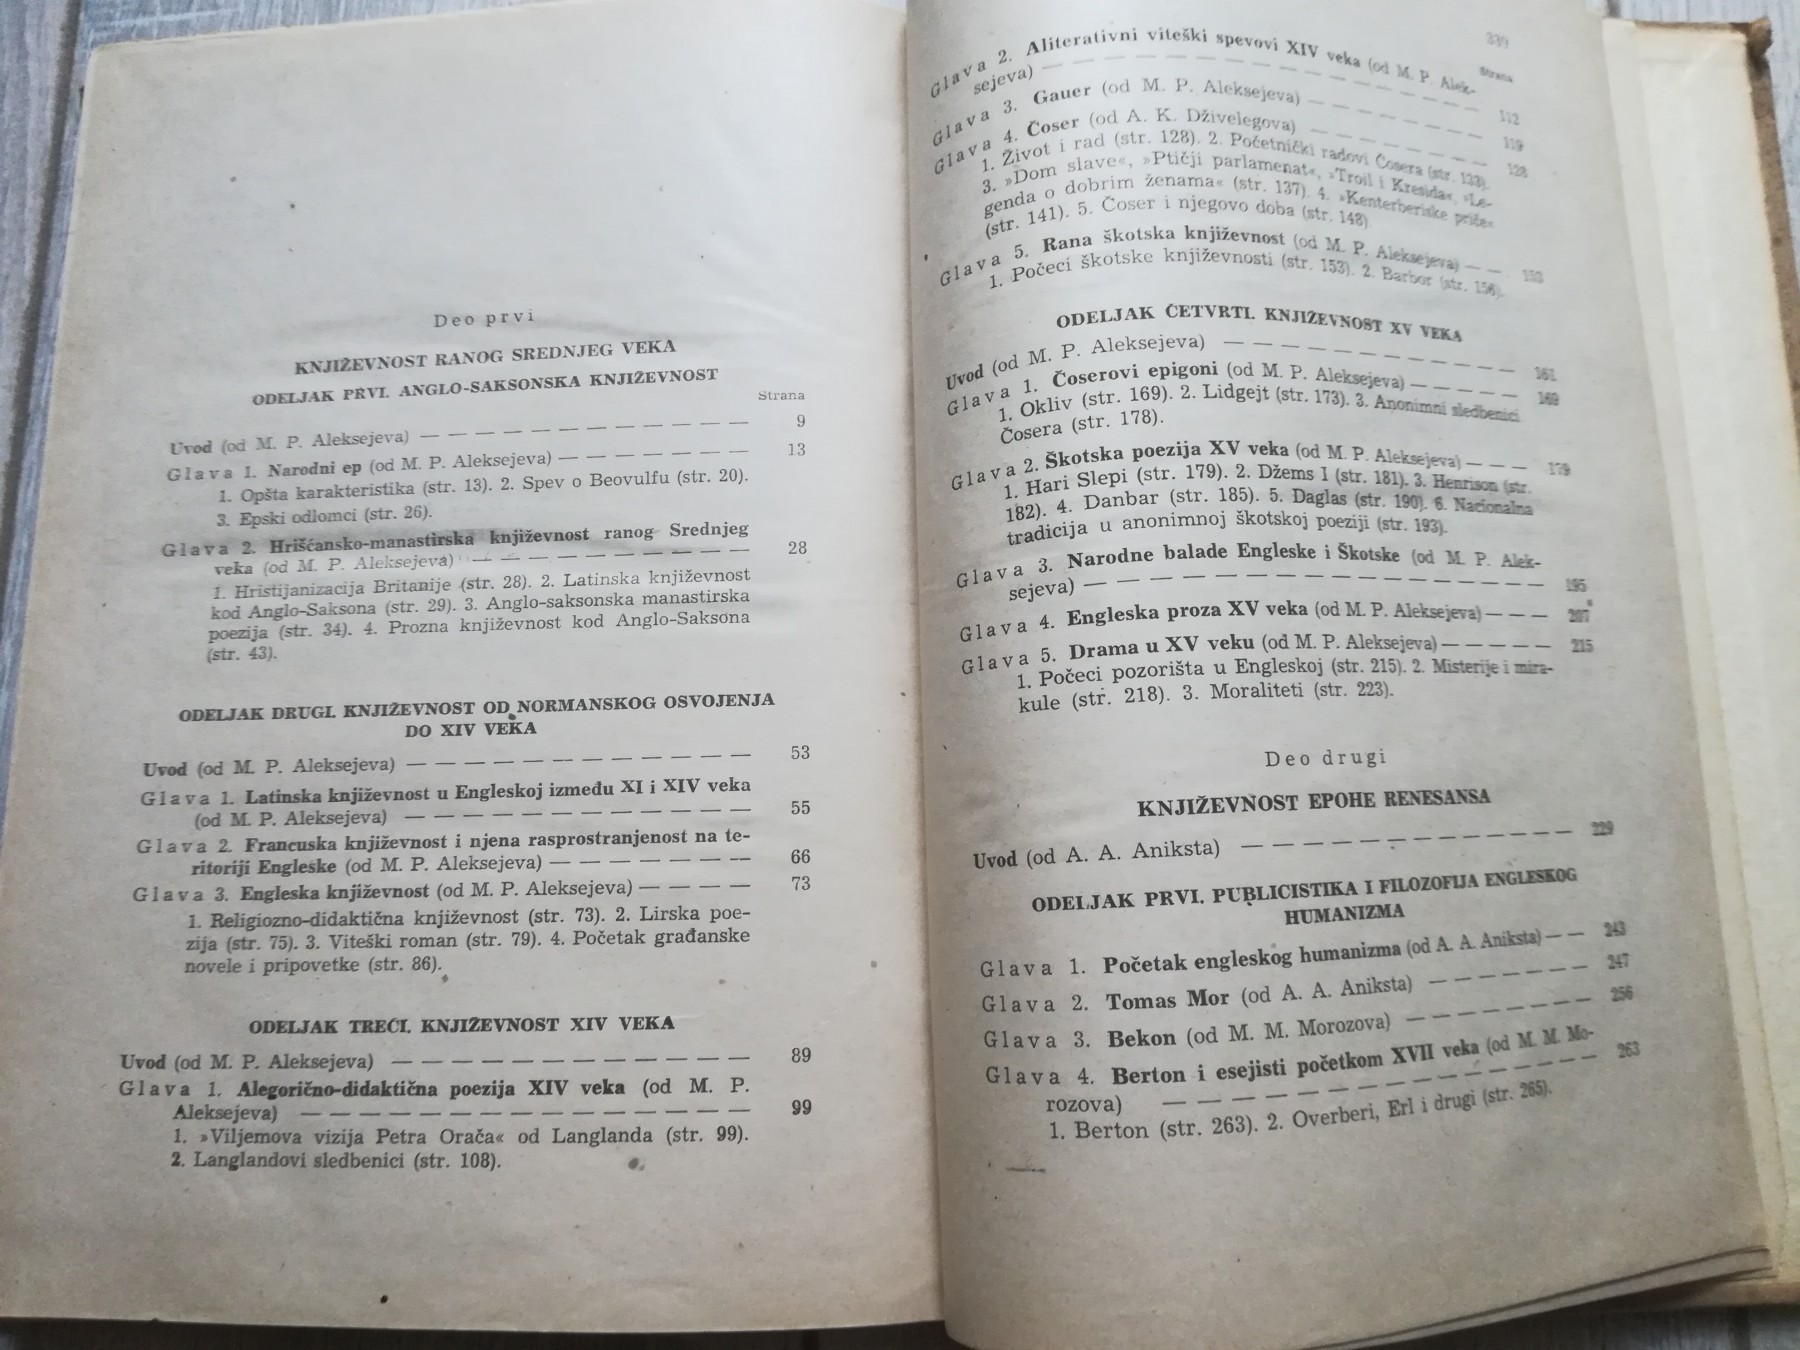 Deo prvi
KNJIŽEVNOST RANOG SREDNJEG VEKA
ODELJAK PRVI. ANGLO-SAKSONSKA KNJIŽEVNOST
Strana
Uvod (od M. P. Aleksejeva) — — — — — — — — — — — — 9
Glava 1. Narodni ep (od M. P. Aleksejeva) — — — — — — — 13
1. Opšta karakteristika (str. 13). 2. Spev o Beovulfu (str. 20).
3. Epski odlomci (str. 26).
Glava 2. Hrišćansko-manastirska književnost ranog Srednjeg
veka (od M. P. Aleksejeva) — — — — — — — — — — 28
1. Hristijanizacija Britanije (str. 28). 2. Latinska književnost
kod Anglo-Saksona (str. 29). 3. Anglo-saksonska manastirska
poezija (str. 34). 4. Prozna književnost kod Anglo-Saksona
(str. 43).
ODELJAK DRUGI. KNJIŽEVNOST OD NORMANSKOG OSVOJENJA
DO XIV VEKA
Uvod (od M. P. Aleksejeva) — — — — — — — — — — — — 53
Glava 1. Latinska književnost u Engleskoj između XI i XIV veka
(od M. P. Aleksejeva) — — — — — — — — — — — — 55
Glava 2. Francuska književnost i njena rasprostranjenost na te-
ritoriji Engleske (od M. P. Aleksejeva) — — — — — — — 66
Glava 3. Engleska književnost (od M. P. Aleksejeva) — — — — 73
1. Religiozno-didaktična književnost (str. 73). 2. Lirska poe-
zija (str. 75). 3. Viteški roman (str. 79). 4. Početak građanske
novele i pripovetke (str. 86).
ODELJAK TREĆI. KNJIŽEVNOST XIV VEKA
Uvod (od M. P. Aleksejeva) — — — — — — — — — — — — 89
Glava 1. Alegorično-didaktična poezija XIV veka (od M. P.
Aleksejeva) — — — — — — — — — — — — — — — 99
1. »Viljemova vizija Petra Orača« od Langlanda (str. 99).
2. Langlandovi sledbenici (str. 108).
339
Strana
Glava 2. Aliterativni viteški spevovi XIV veka (od M. P. Alek-
sejeva) — — — — — — — — — — — — — — — 112
Glava 3. Gauer (od M. P. Aleksejeva) — — — — — — — 119
Glava 4. Čoser (od A. K. Dživelegova) — — — — — — — 128
1. Život i rad (str. 128). 2. Početnički radovi Čosera (str. 133).
3. »Dom slave«, »Ptičji parlamenat«, »Troil i Kresida«, »Le-
genda o dobrim ženama« (str. 137). 4. »Kenterberiske priče«
(str. 141). 5. Čoser i njegovo doba (str. 148).
Glava 5. Rana škotska književnost (od M. P. Aleksejeva) — — 153
1. Počeci škotske književnosti (str. 153). 2. Barbor (str. 156).
ODELJAK ČETVRTI. KNJIŽEVNOST XV VEKA
Uvod (od M. P. Aleksejeva) — — — — — — — — — — — — 161
Glava 1. Čoserovi epigoni (od M. P. Aleksejeva) — — — — — 169
1. Okliv (str. 169). 2. Lidgejt (str. 173). 3. Anonimni sledbenici
Čosera (str. 178).
Glava 2. Škotska poezija XV veka (od M. P. Aleksejeva) — — — 179
1. Hari Slepi (str. 179). 2. Džems I (str. 181). 3. Henrison (str.
182). 4. Danbar (str. 185). 5. Daglas (str. 190). 6. Nacionalna
tradicija u anonimnoj škotskoj poeziji (str. 193).
Glava 3. Narodne balade Engleske i Škotske (od M. P. Alek-
sejeva) — — — — — — — — — — — — — — — 195
Glava 4. Engleska proza XV veka (od M. P. Aleksejeva) — — — 207
Glava 5. Drama u XV veku (od M. P. Aleksejeva) — — — — — 215
1. Počeci pozorišta u Engleskoj (str. 215). 2. Misterije i mira-
kule (str. 218). 3. Moraliteti (str. 223).
Deo drugi
KNJIŽEVNOST EPOHE RENESANSA
Uvod (od A. A. Aniksta) — — — — — — — — — — — — 229
ODELJAK PRVI. PUBLICISTIKA I FILOZOFIJA ENGLESKOG
HUMANIZMA
Glava 1. Početak engleskog humanizma (od A. A. Aniksta) — — 243
Glava 2. Tomas Mor (od A. A. Aniksta) — — — — — — 247
Glava 3. Bekon (od M. M. Morozova) — — — — — — — 256
Glava 4. Berton i esejisti početkom XVII veka (od M. M. Mo-
rozova) — — — — — — — — — — — — — — — 263
1. Berton (str. 263). 2. Overberi, Erl i drugi (str. 265).